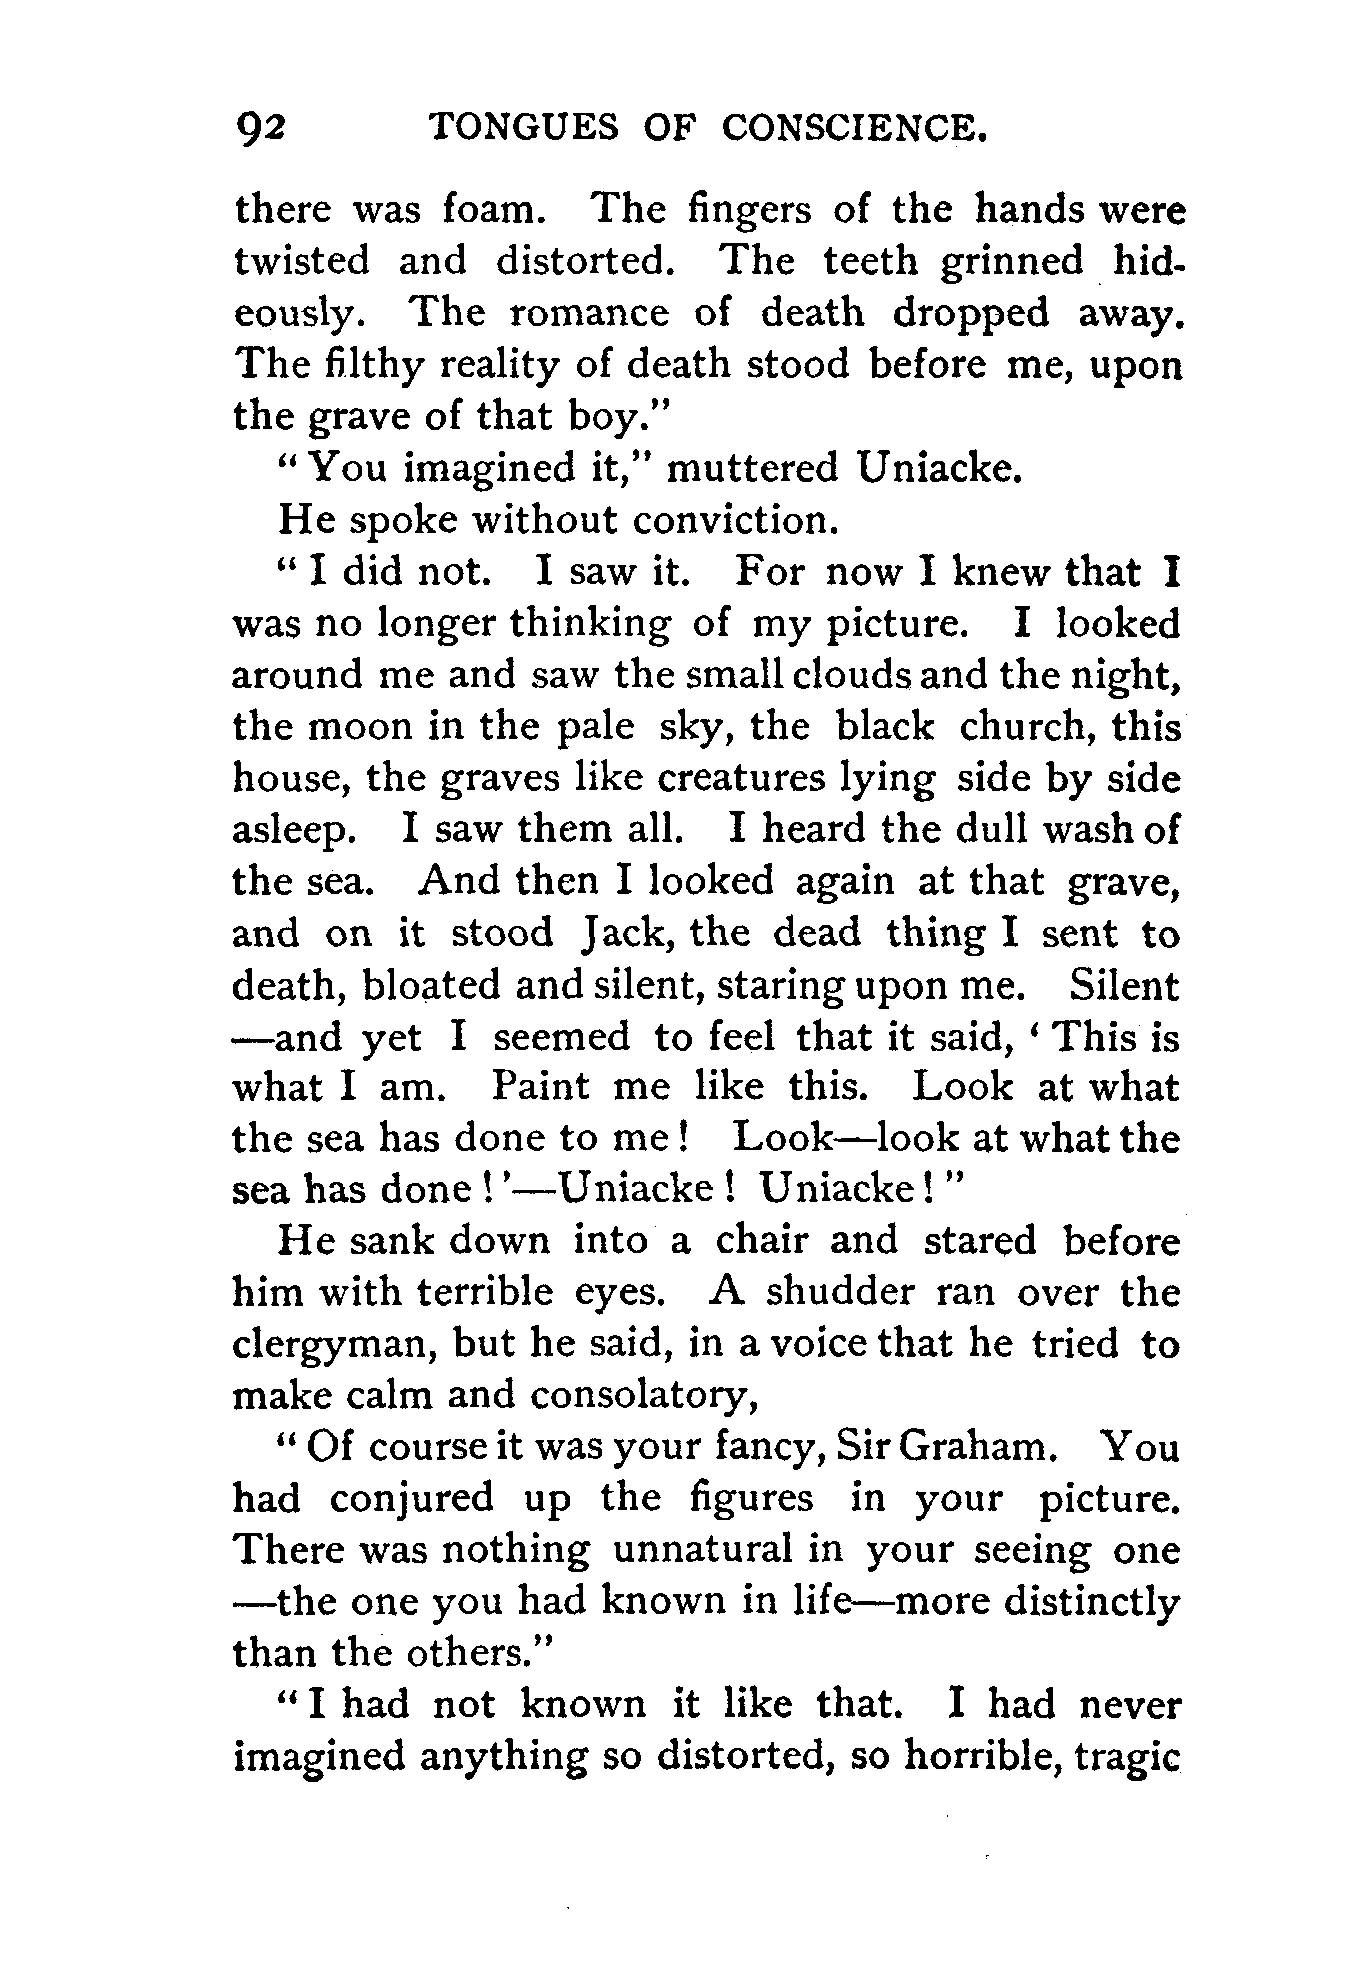 92 TONGUES OF CONSCIENCE.
there was foam. The fingers of the hands were
twisted and distorted. The teeth grinned hid-
eously. The romance of death dropped away.
The filthy reality of death stood before me, upon
the grave of that boy."
" You imagined it," muttered Uniacke.
He spoke without conviction.
" I did not. I saw it. For now I knew that I
was no longer thinking of my picture. I looked
around me and saw the small clouds and the night,
the moon in the pale sky, the black church, this
house, the graves like creatures lying side by side
asleep. I saw them all. I heard the dull wash of
the sea. And then I looked again at that grave,
and on it stood Jack, the dead thing I sent to
death, bloated and silent, staring upon me. Silent
—and yet I seemed to feel that it said, ' This is
what I am. Paint me like this. Look at what
the sea has done to me ! Look—look at what the
sea has done ! '—Uniacke ! Uniacke ! "
He sank down into a chair and stared before
him with terrible eyes. A shudder ran over the
clergyman, but he said, in a voice that he tried to
make calm and consolatory,
" Of course it was your fancy, Sir Graham. You
had conjured up the figures in your picture.
There was nothing unnatural in your seeing one
—the one you had known in life—more distinctly
than the others."
" I had not known it like that. I had never
imagined anything so distorted, so horrible, tragic